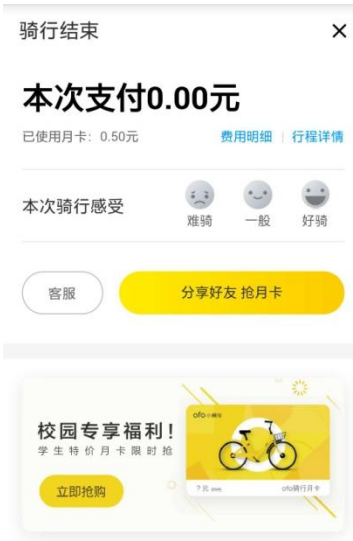 骑行结束
本次支付0.00元
已使用月卡：0.50元
费用明细 | 行程详情
本次骑行感受
难骑 一般 好骑
客服
分享好友 抢月卡
校园专享福利！
学生特价月卡限时抢
立即抢购
ofo小黄车
?元
ofo骑行月卡